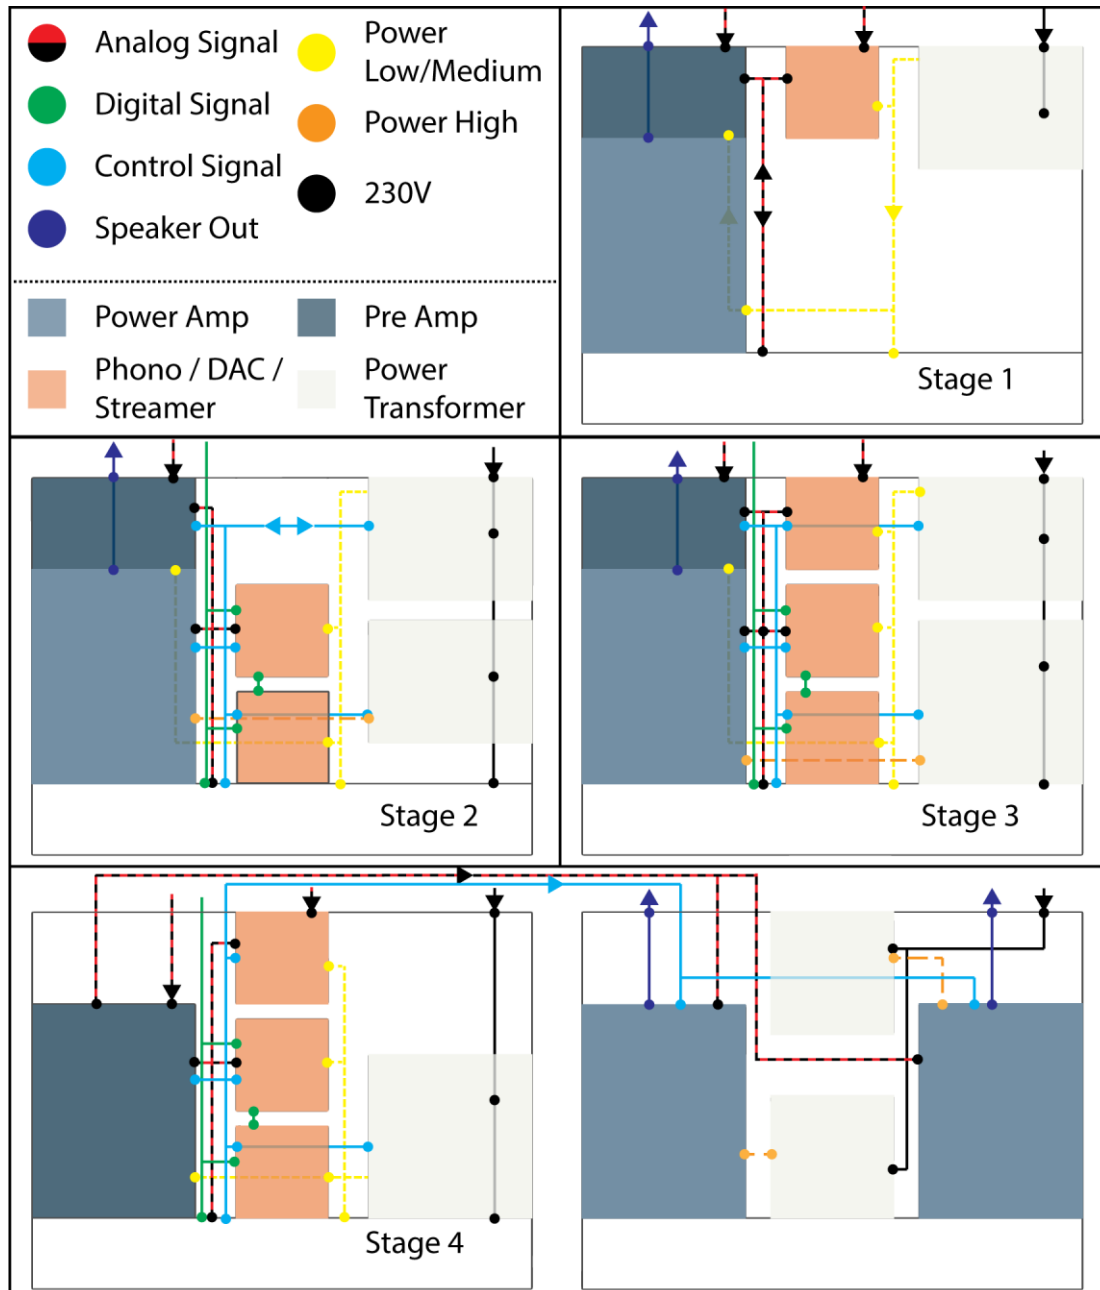 Analog Signal
Digital Signal
Control Signal
Speaker Out
Power
Low/Medium
Power High
230V
Power Amp
Phono / DAC /
Streamer
Pre Amp
Power
Transformer
Stage 1
Stage 2
Stage 3
Stage 4